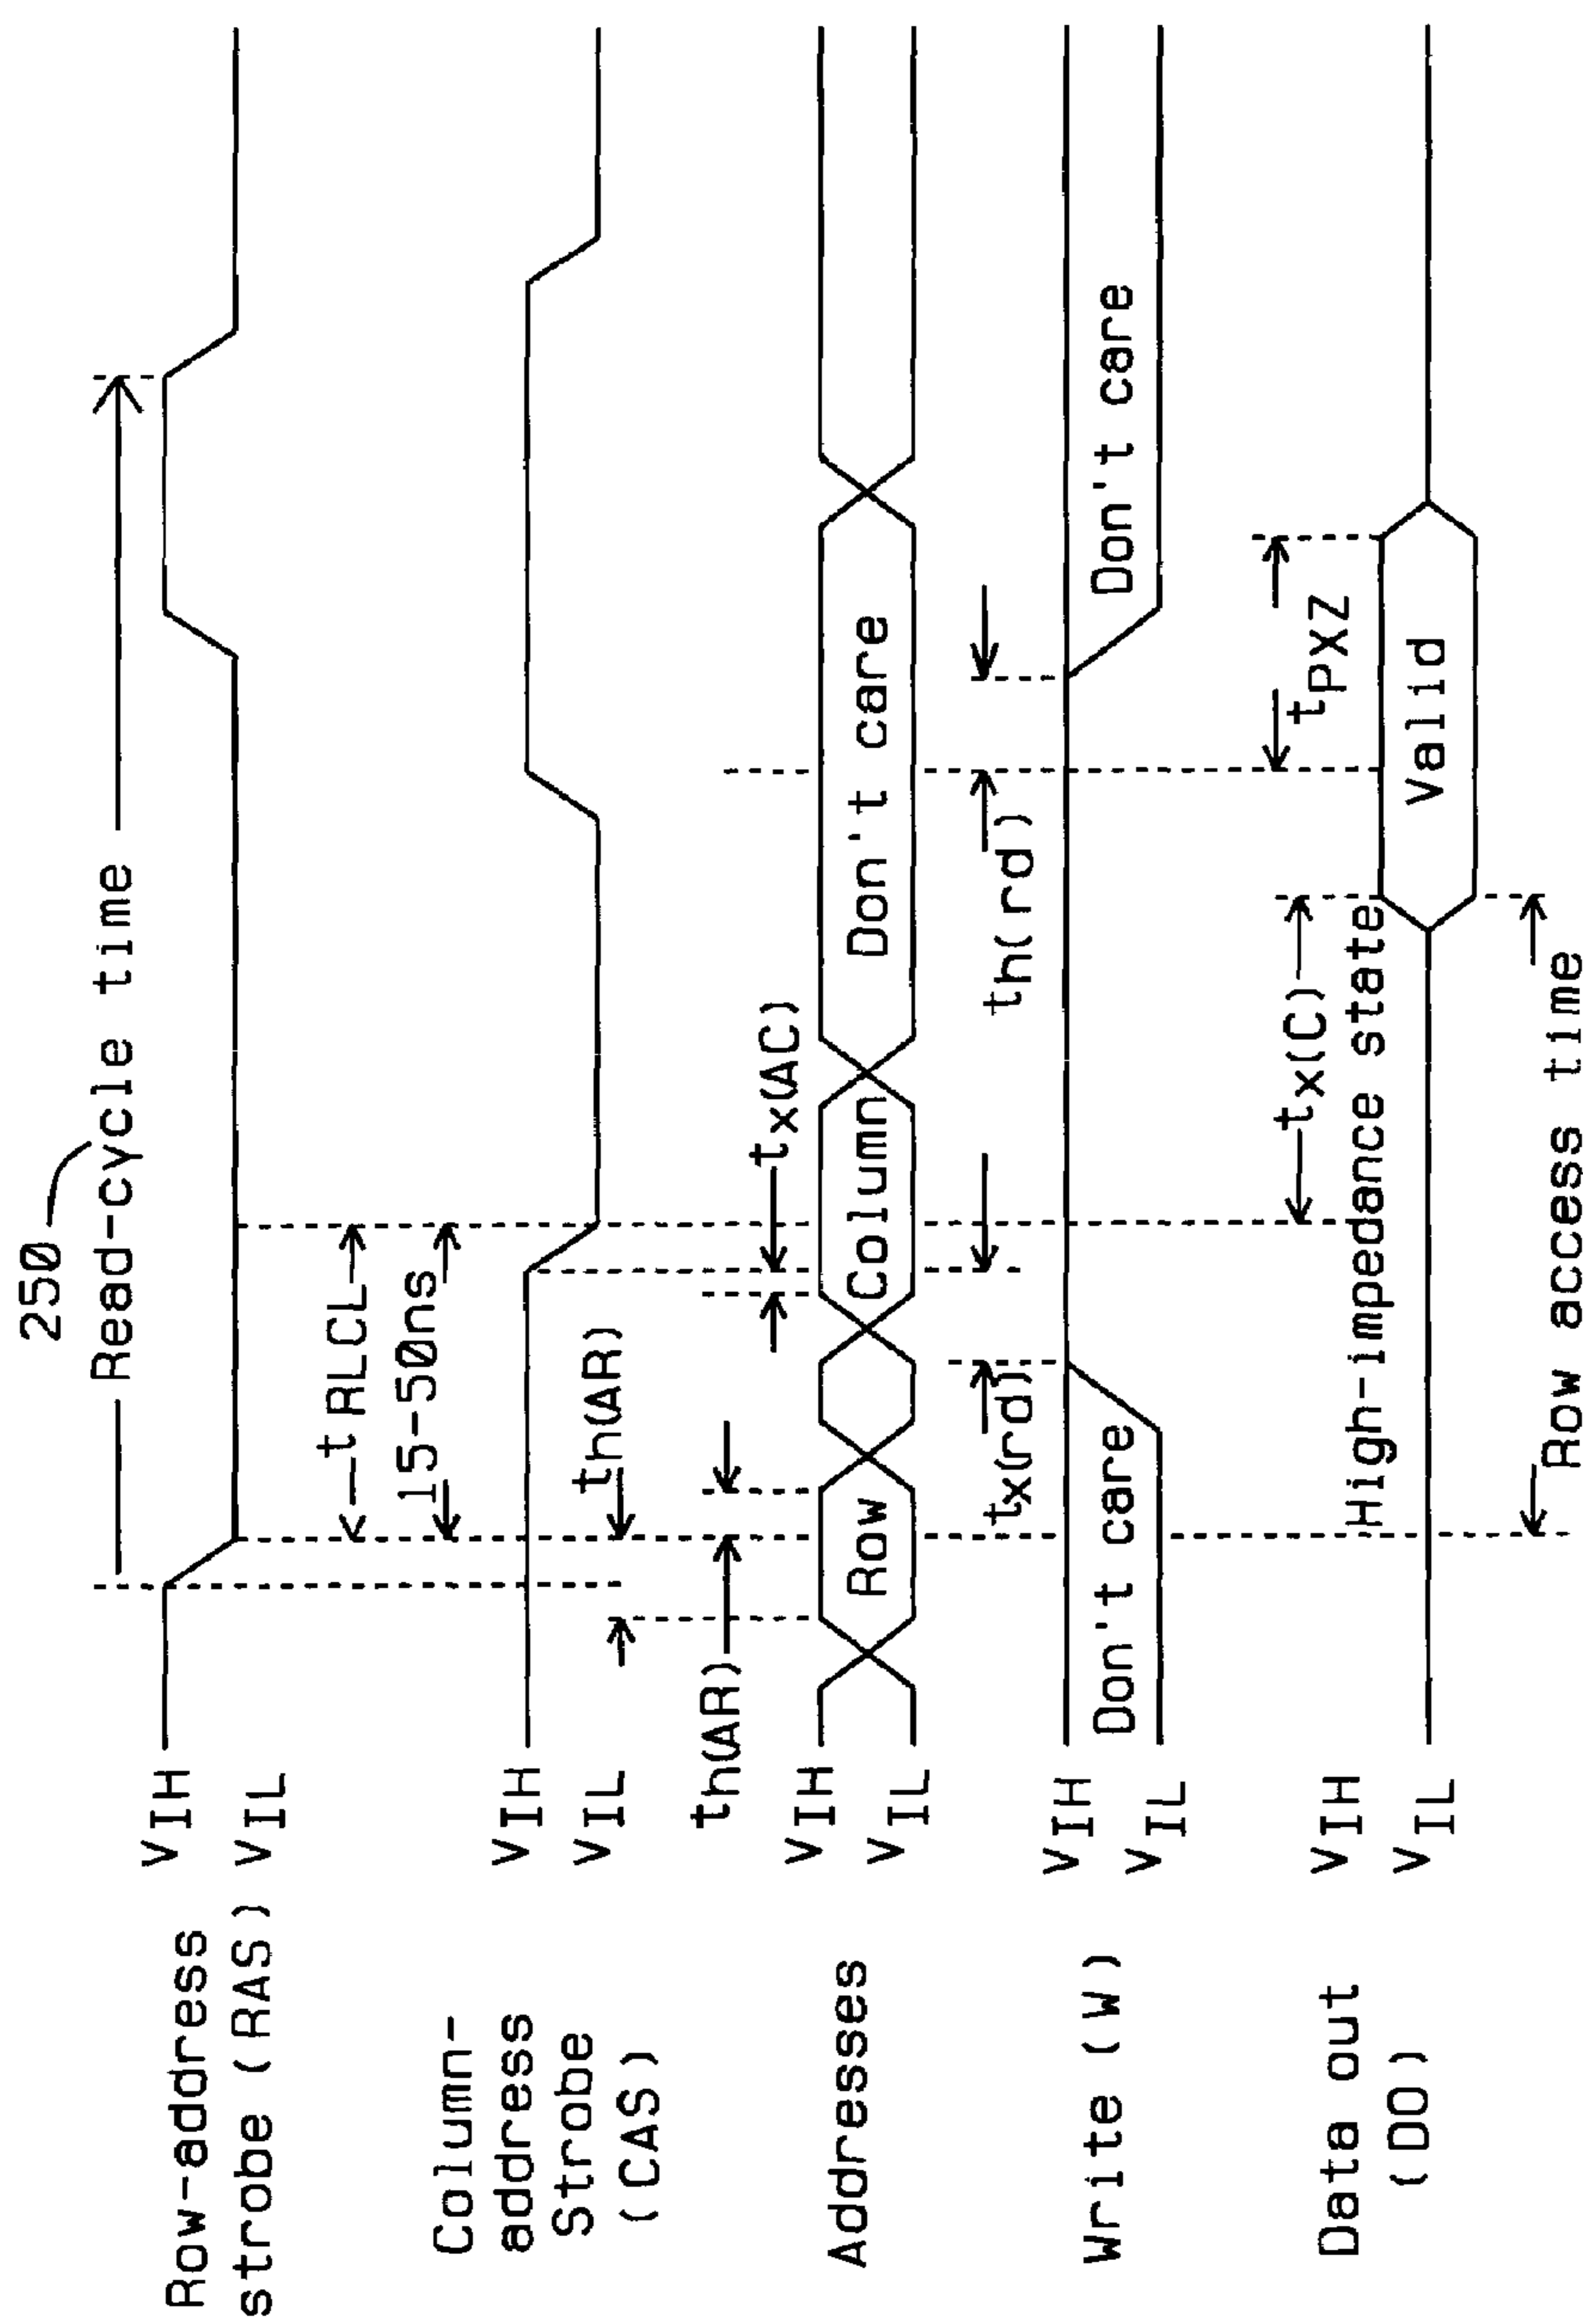 250
Read-cycle time
Row-address
strobe (RAS)
VIH
VIL
tRLCL
15-50ns
Column-
address
Strobe
(CAS)
VIH
VIL
th(AR)
th(AR)
tx(AC)
Addresses
VIH
VIL
Row
Column
Don't care
tx(rd)
th(rd)
Write (W)
VIH
VIL
Don't care
Don't care
tx(C)
tPXZ
High-impedance state
Data out
(DO)
VIH
VIL
Valid
Row access time